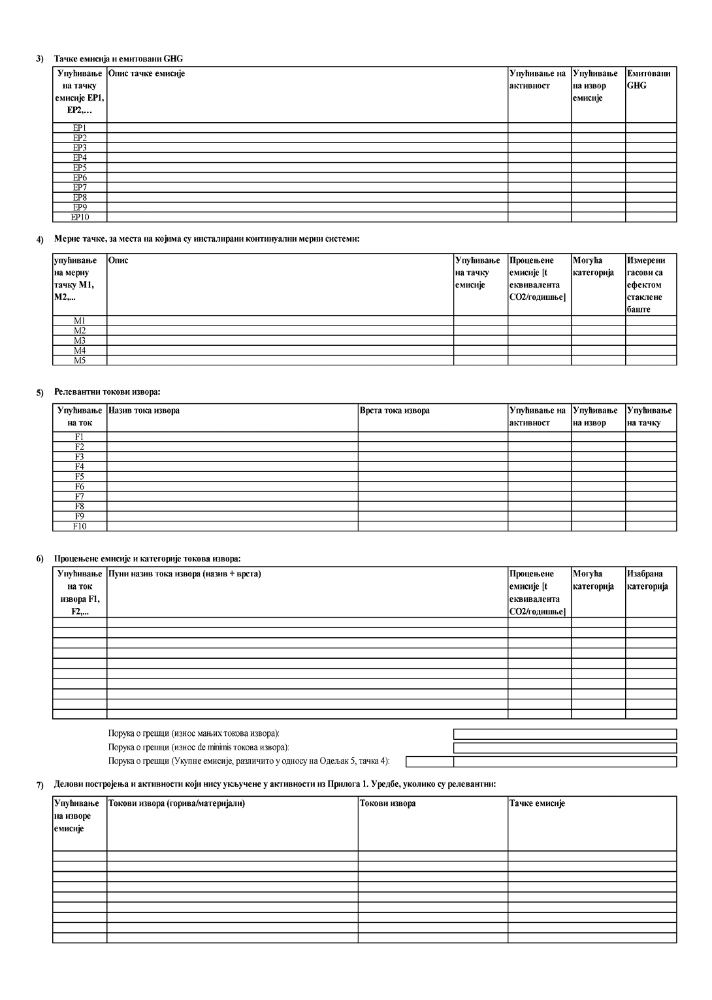 3) Тачке емисија и емитовани GHG
Упућивање на тачку емисије EP1, EP2,… Опис тачке емисије Упућивање на активност Упућивање на извор емисије Емитовани GHG
EP1
EP2
EP3
EP4
EP5
EP6
EP7
EP8
EP9
EP10
4) Мерне тачке, за места на којима су инсталирани континуални мерни системи:
упућивање на мерну тачку М1, М2,... Опис Упућивање на тачку емисије Процењене емисије [t еквивалента CO2/годишње] Могућа категорија Измерени гасови са ефектом стаклене баште
M1
M2
M3
M4
M5
5) Релевантни токови извора:
Упућивање на ток Назив тока извора Врста тока извора Упућивање на активност Упућивање на извор Упућивање на тачку
F1
F2
F3
F4
F5
F6
F7
F8
F9
F10
6) Процењене емисије и категорије токова извора:
Упућивање на ток извора F1, F2,... Пуни назив тока извора (назив + врста) Процењене емисије [t еквивалента CO2/годишње] Могућа категорија Изабрана категорија
Порука о грешци (износ мањих токова извора):
Порука о грешци (износ de minimis токова извора):
Порука о грешци (Укупне емисије, различито у односу на Одељак 5, тачка 4):
7) Делови постројења и активности који нису укључене у активности из Прилога 1. Уредбе, уколико су релевантни:
Упућивање на изворе емисије Токови извора (горива/материјали) Токови извора Тачке емисије